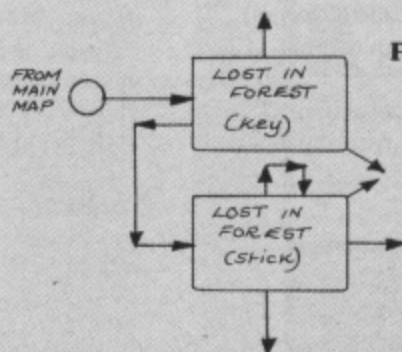 FROM
MAIN
MAP
LOST IN
FOREST
(Key)
LOST IN
FOREST
(Stick)